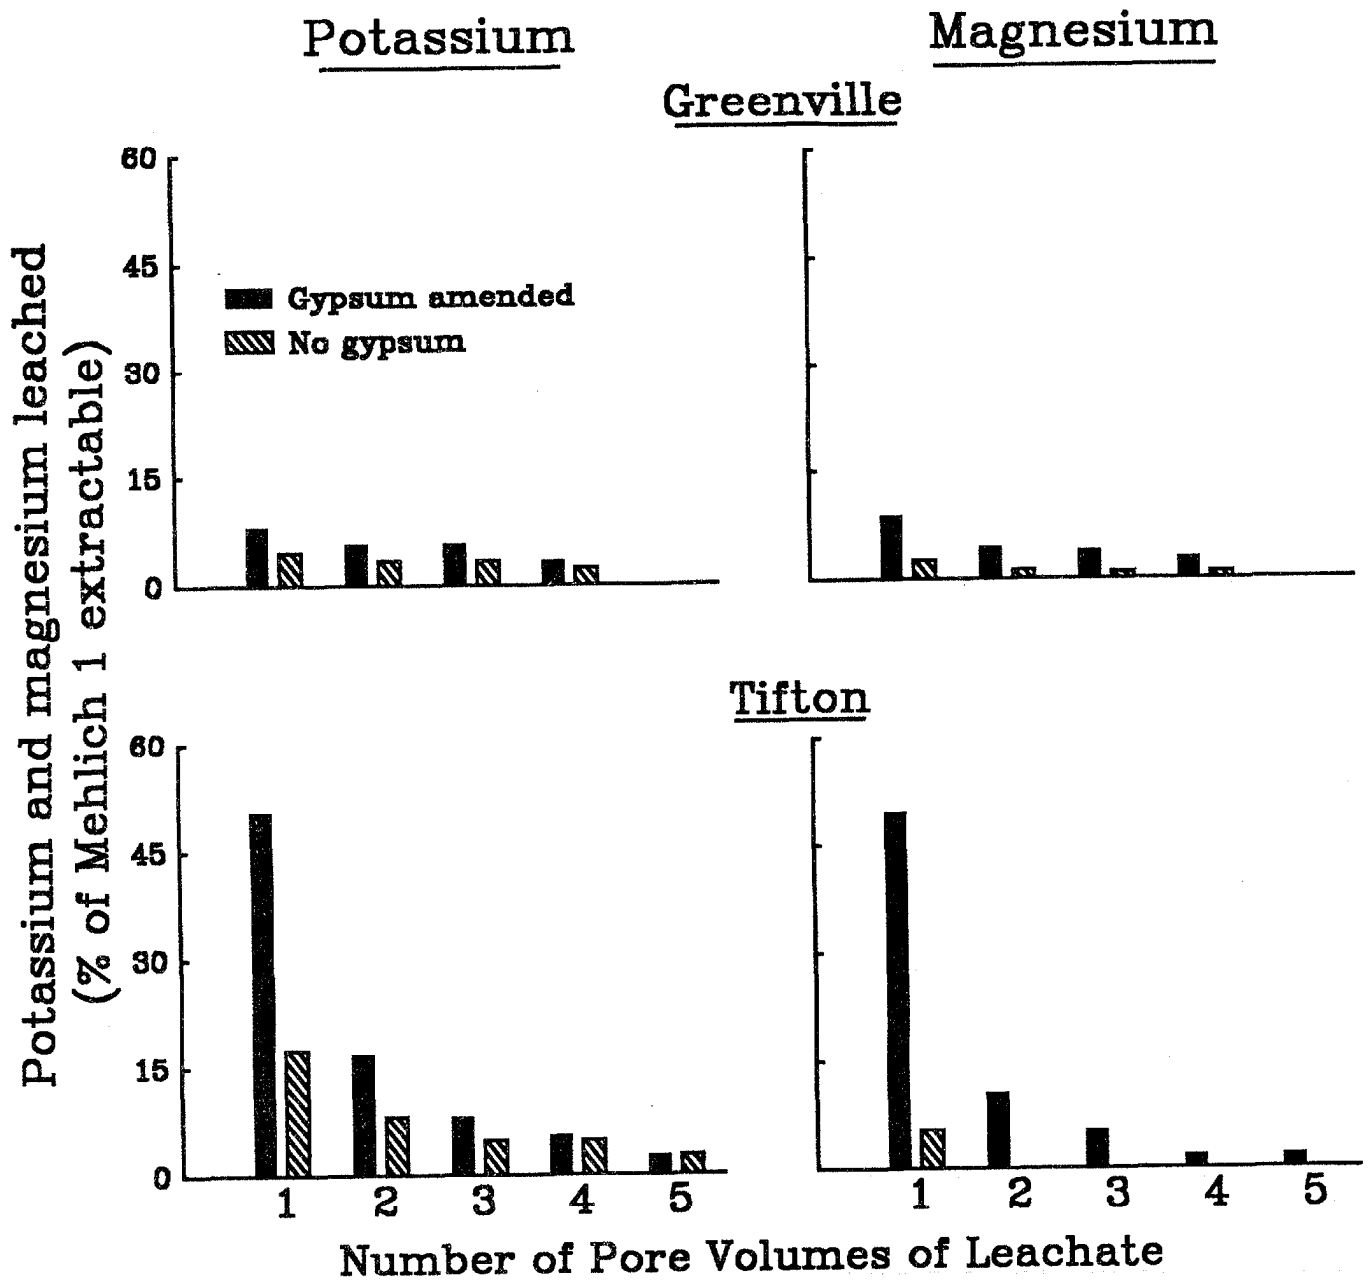 Potassium
Magnesium
Greenville
60
45
30
15
0
Gypsum amended
No gypsum
Potassium and magnesium leached
(% of Mehlich 1 extractable)
Tifton
60
45
30
15
0
1 2 3 4 5
1 2 3 4 5
Number of Pore Volumes of Leachate